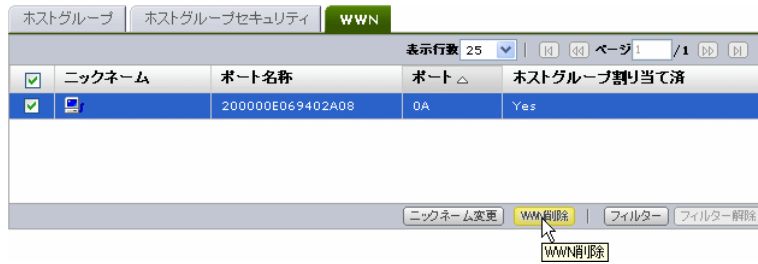 ホストグループ ホストグループセキュリティ WWN
表示行数 25 ページ 1 /1
ニックネーム ポート名称 ポート △ ホストグループ割り当て済
200000E069402A08 0A Yes
ニックネーム変更 WWN削除 フィルター フィルター解除
WWN削除